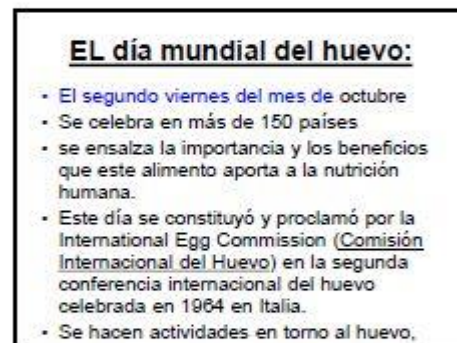 EL día mundial del huevo:
• El segundo viernes del mes de octubre
• Se celebra en más de 150 países
• se ensalza la importancia y los beneficios
que este alimento aporta a la nutrición
humana.
• Este día se constituyó y proclamó por la
International Egg Commission (Comisión
Internacional del Huevo) en la segunda
conferencia internacional del huevo
celebrada en 1964 en Italia.
• Se hacen actividades en torno al huevo,